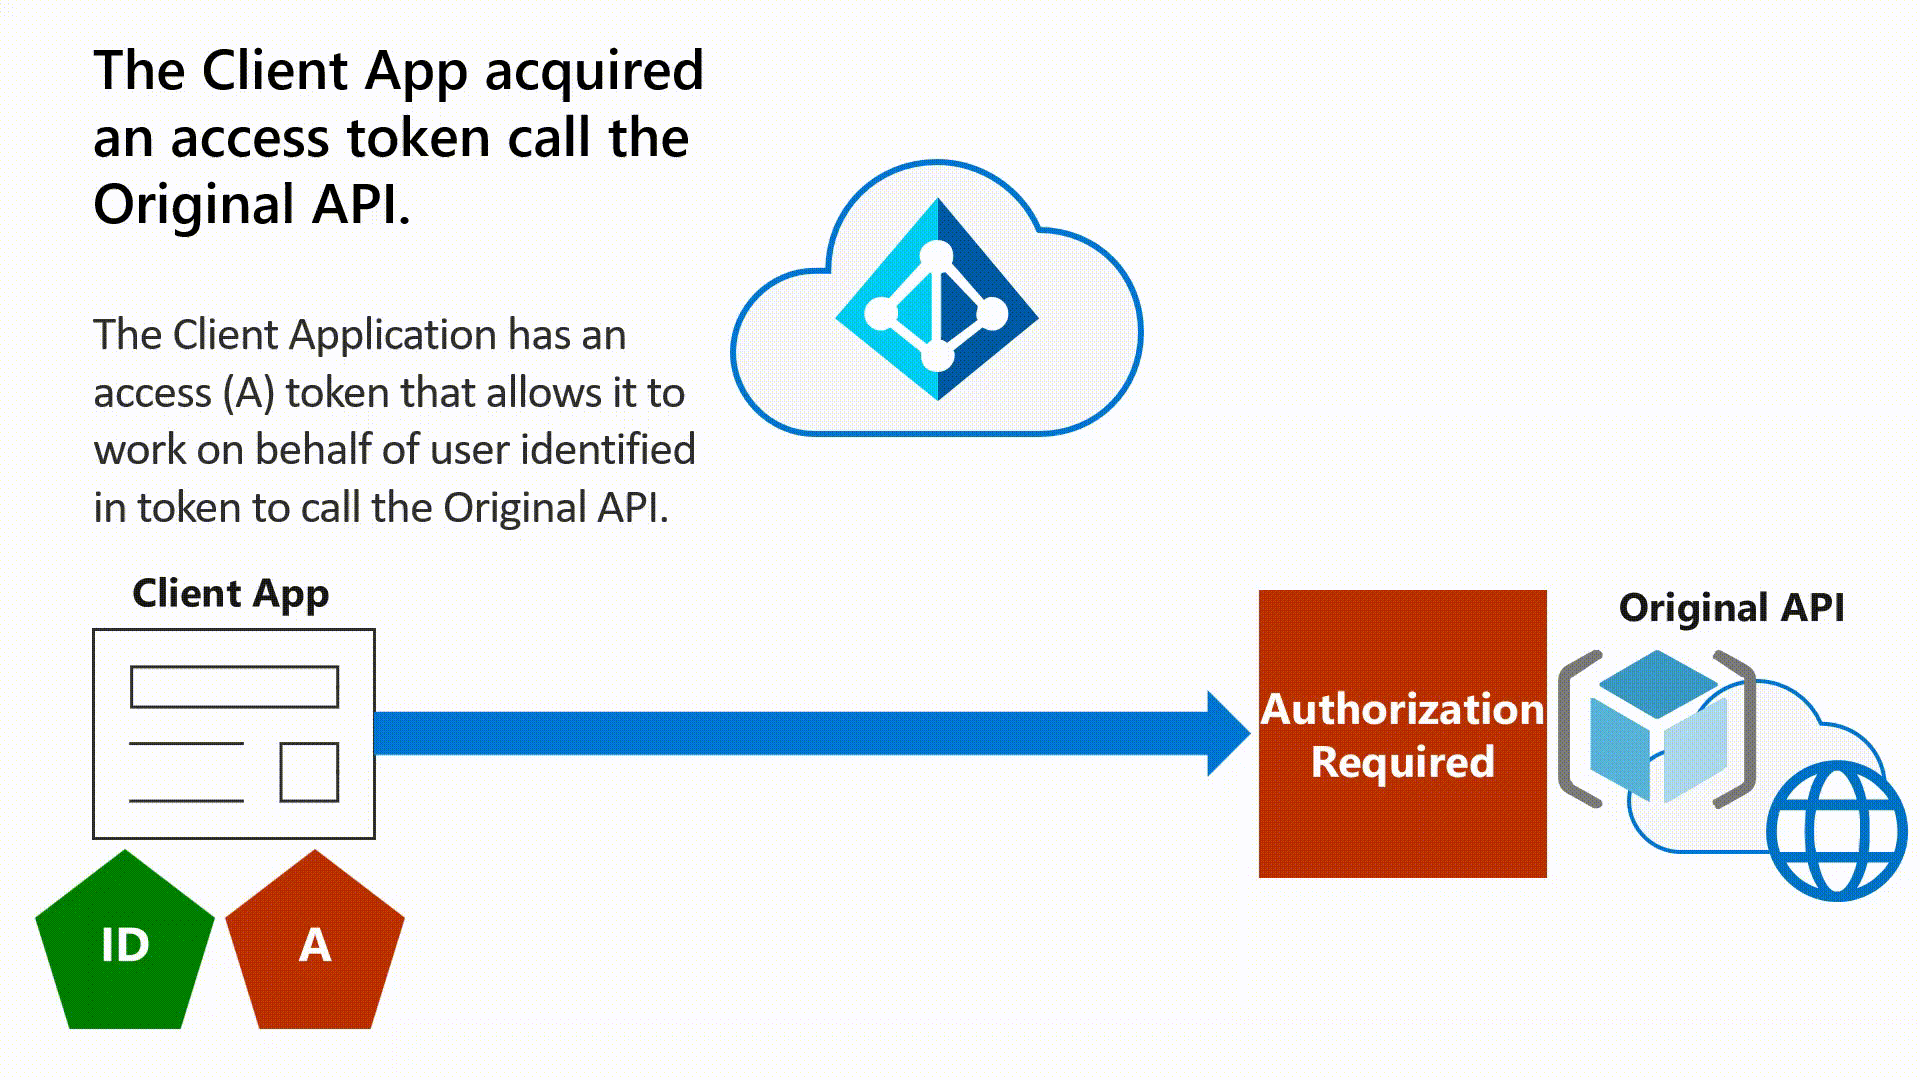 The Client App acquired
an access token call the
Original API.
The Client Application has an
access (A) token that allows it to
work on behalf of user identified
in token to call the Original API.
Client App
Original API
Authorization
Required
ID
A